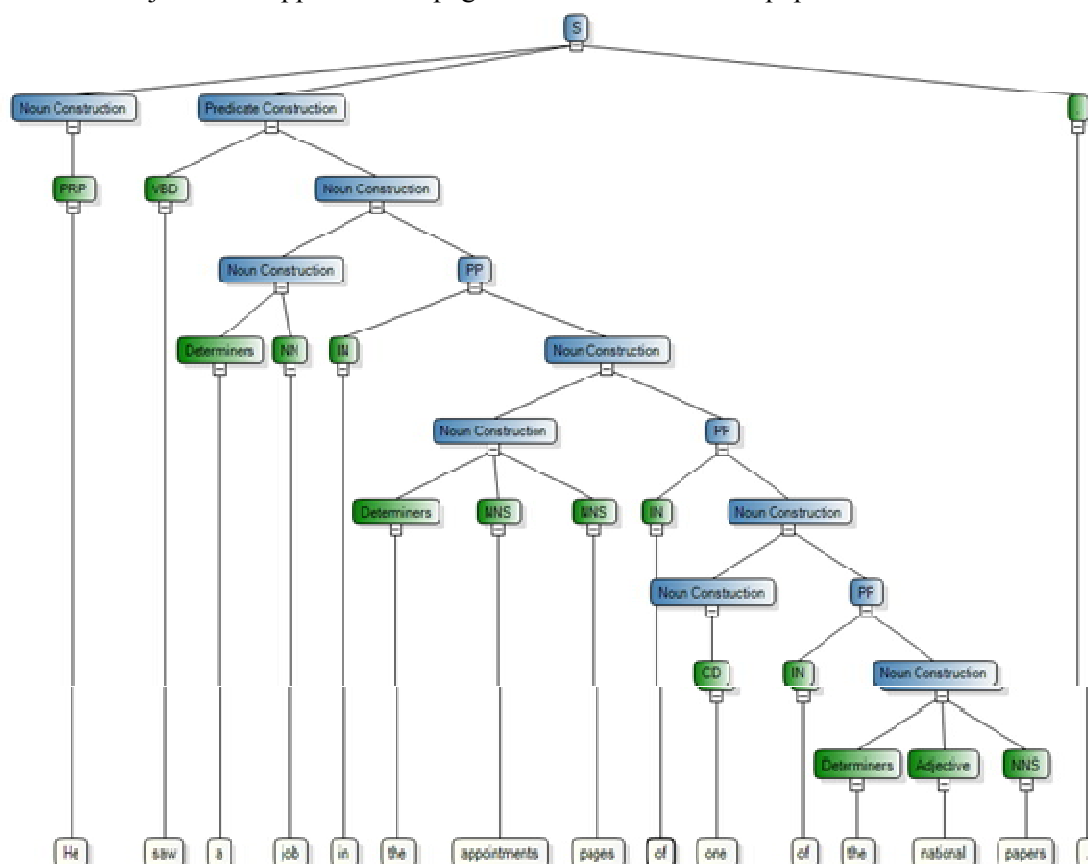 S
Noun Construction Predicate Construction .
PRP VBD Noun Construction
Noun Construction PP
Determiners NN IN Noun Construction
Noun Construction PP
Determiners NNS NNS IN Noun Construction
Noun Construction PP
CD IN Noun Construction
Determiners Adjective NNS
He saw a job in the appointments pages of one of the national papers